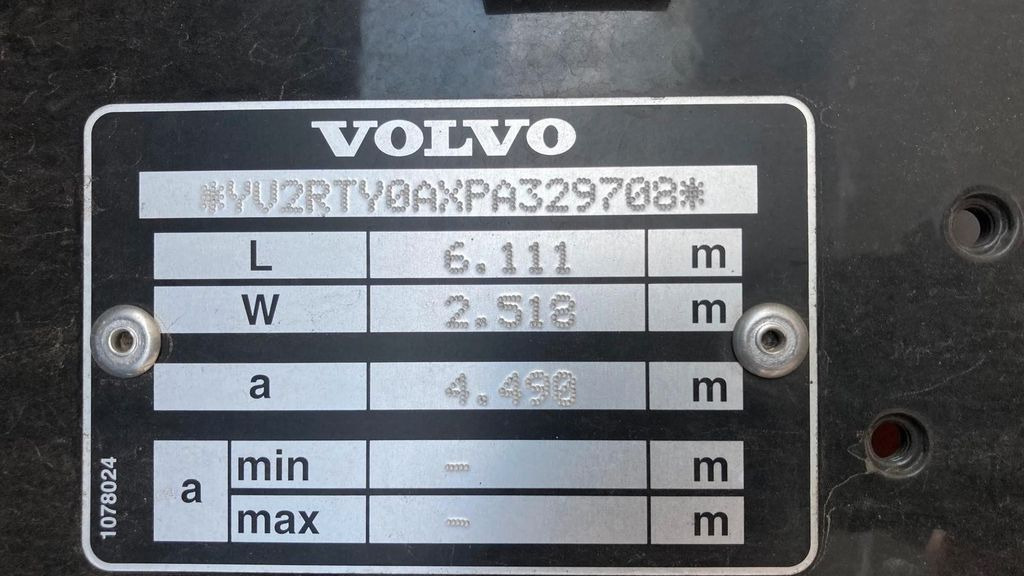 VOLVO
*YV2RTY0AXPA329708*
L 6.111 m
W 2.518 m
a 4.490 m
a min - m
max - m
1078024